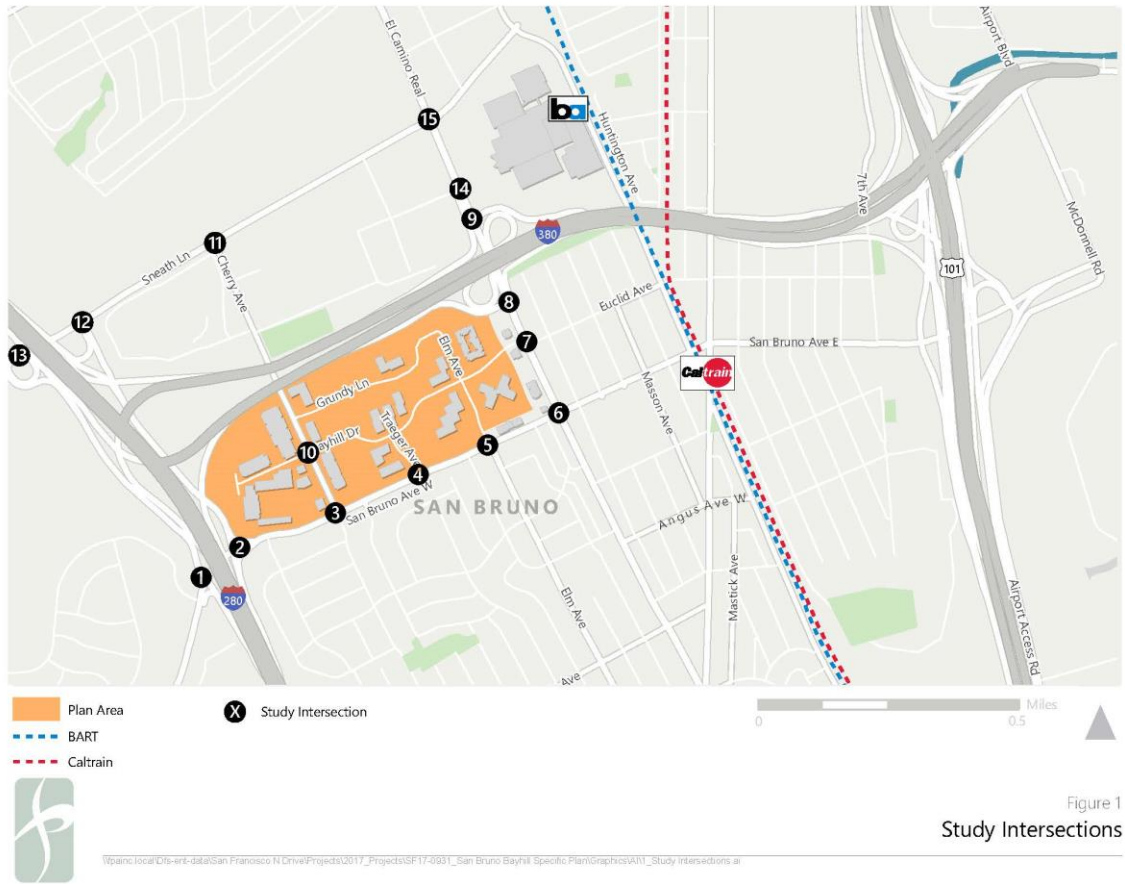 El Camino Real
Airport Blvd
15
Huntington Ave
14
7th Ave
9
McDonnell Rd
380
11
Sneath Ln
Cherry Ave
101
8
Euclid Ave
12
7
Elm Ave
San Bruno Ave E
13
Caltrain
Grundy Ln
Masson Ave
6
Traeger Ave
5
10
ayhill Dr
4
San Bruno Ave W
SAN BRUNO
3
Angus Ave W
2
Mastick Ave
1
280
Elm Ave
Airport Access Rd
Ave
Plan Area
X Study Intersection
BART
Caltrain
Miles
0 0.5
Figure 1
Study Intersections